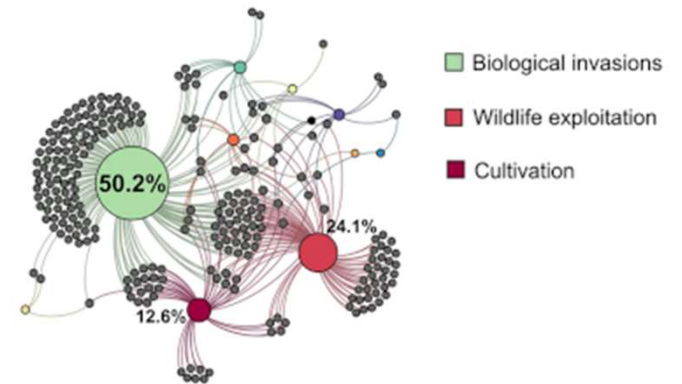 Biological invasions
Wildlife exploitation
Cultivation
50.2%
24.1%
12.6%